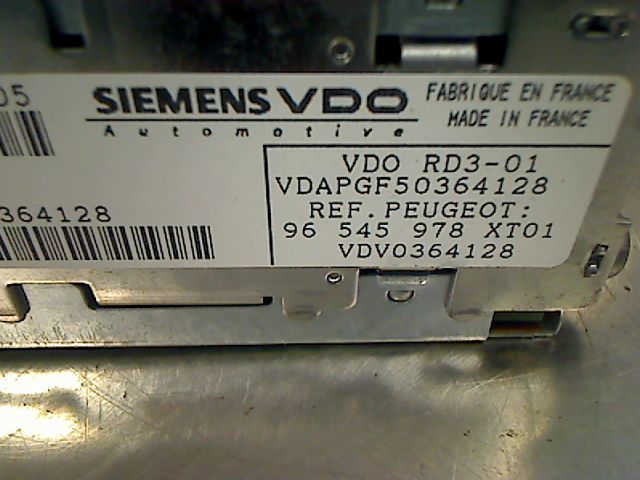 05
SIEMENS VDO
Automotive
FABRIQUE EN FRANCE
MADE IN FRANCE
VDO RD3-01
VDAPGF50364128
REF. PEUGEOT:
96 545 978 XT01
VDV0364128
364128